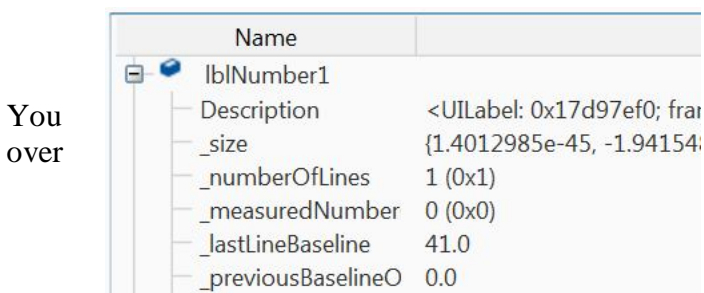 Name
lblNumber1
You
over
Description <UILabel: 0x17d97ef0; fran
_size {1.4012985e-45, -1.941548
_numberOfLines 1 (0x1)
_measuredNumber 0 (0x0)
_lastLineBaseline 41.0
_previousBaselineO 0.0